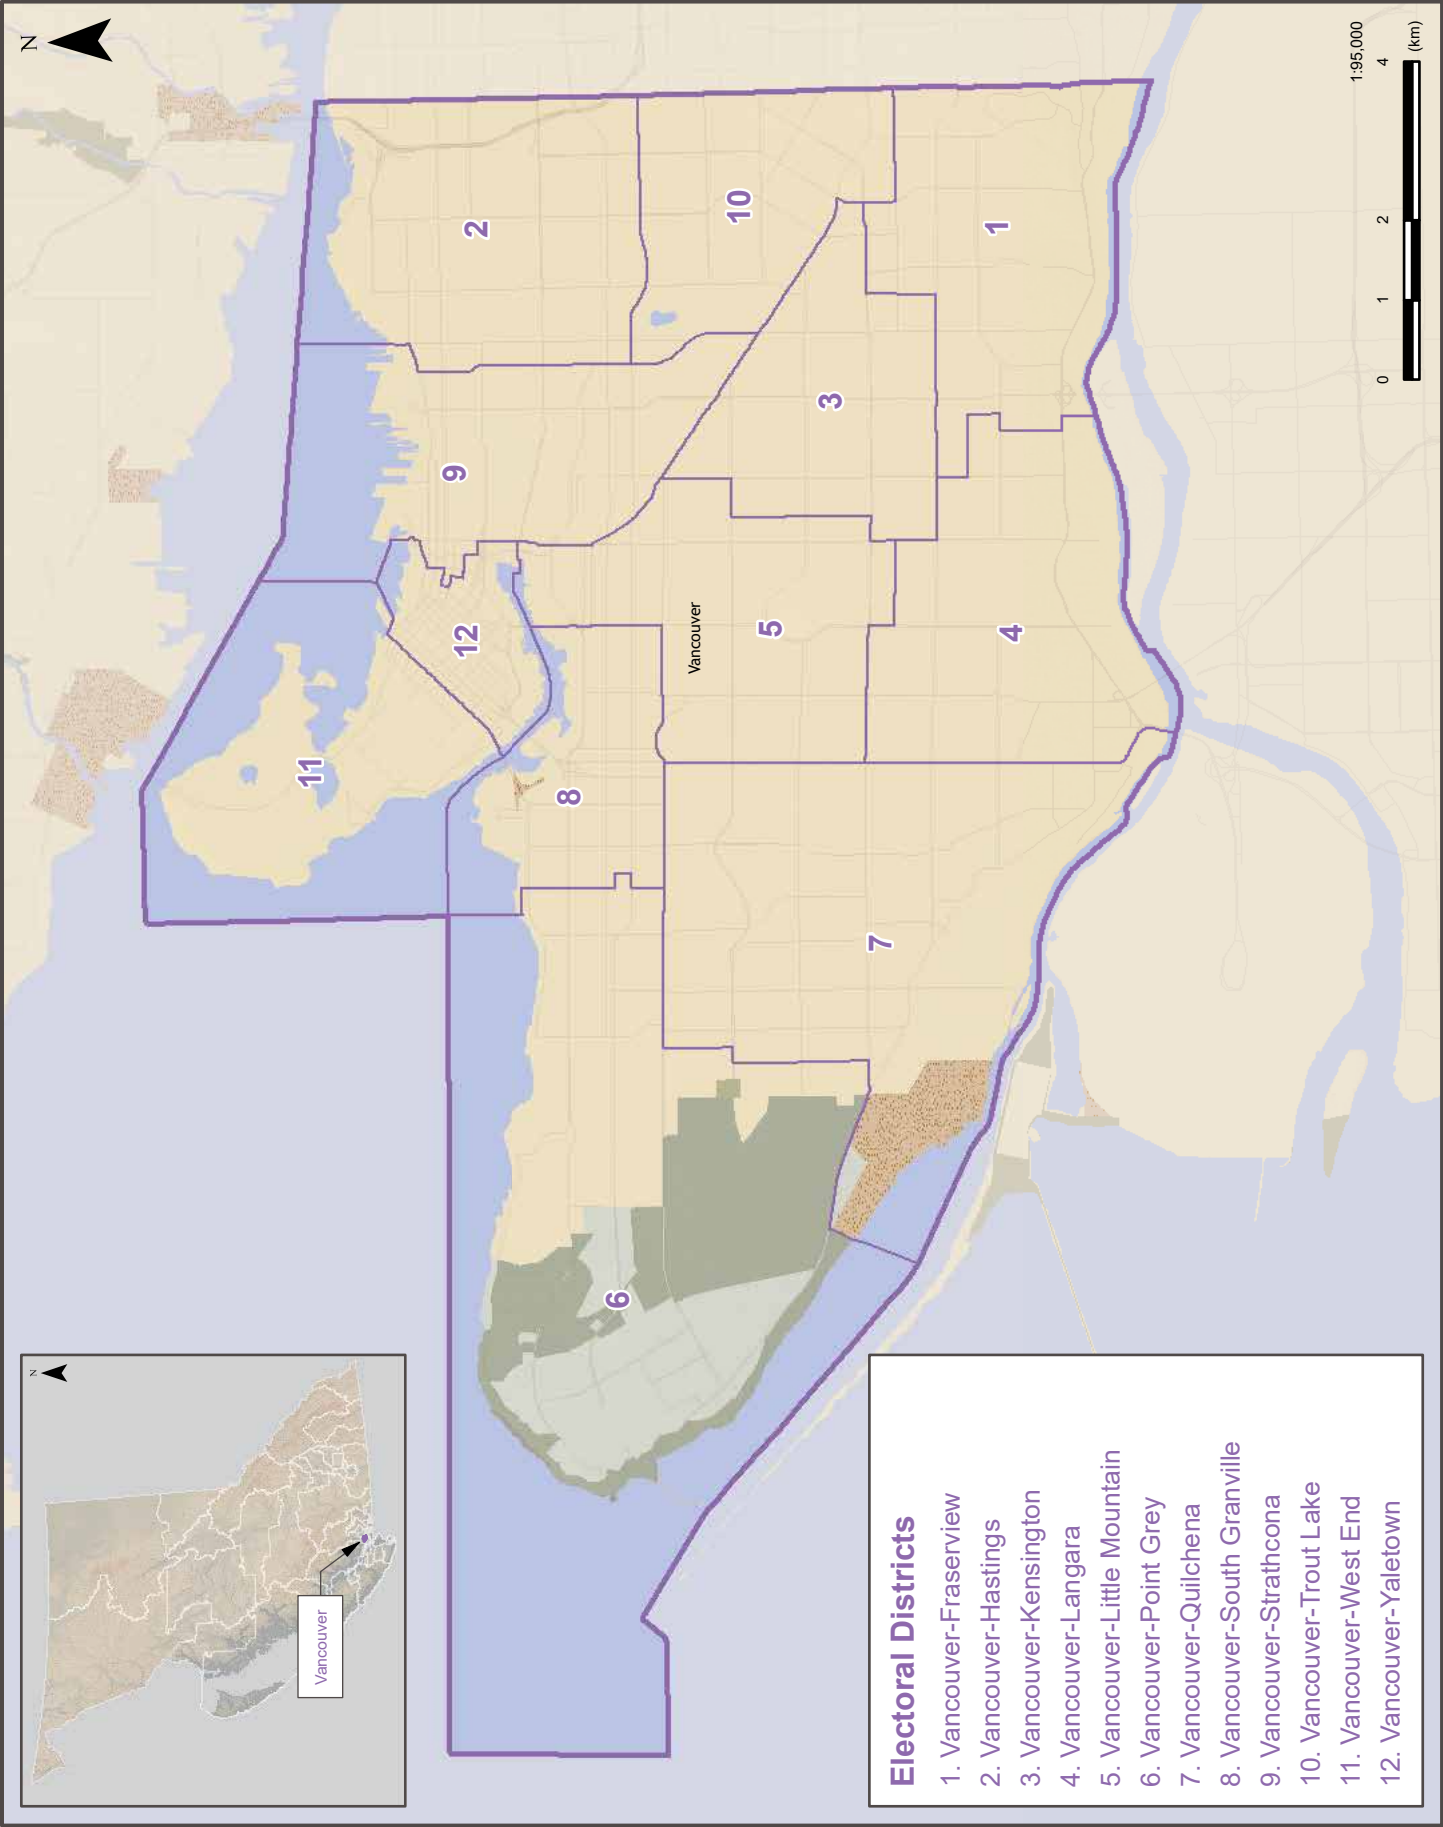 N
Vancouver
N
11
12
9
2
8
Vancouver
5
3
10
6
7
4
1
Electoral Districts
1. Vancouver-Fraserview
2. Vancouver-Hastings
3. Vancouver-Kensington
4. Vancouver-Langara
5. Vancouver-Little Mountain
6. Vancouver-Point Grey
7. Vancouver-Quilchena
8. Vancouver-South Granville
9. Vancouver-Strathcona
10. Vancouver-Trout Lake
11. Vancouver-West End
12. Vancouver-Yaletown
1:95,000
0 1 2 4
(km)